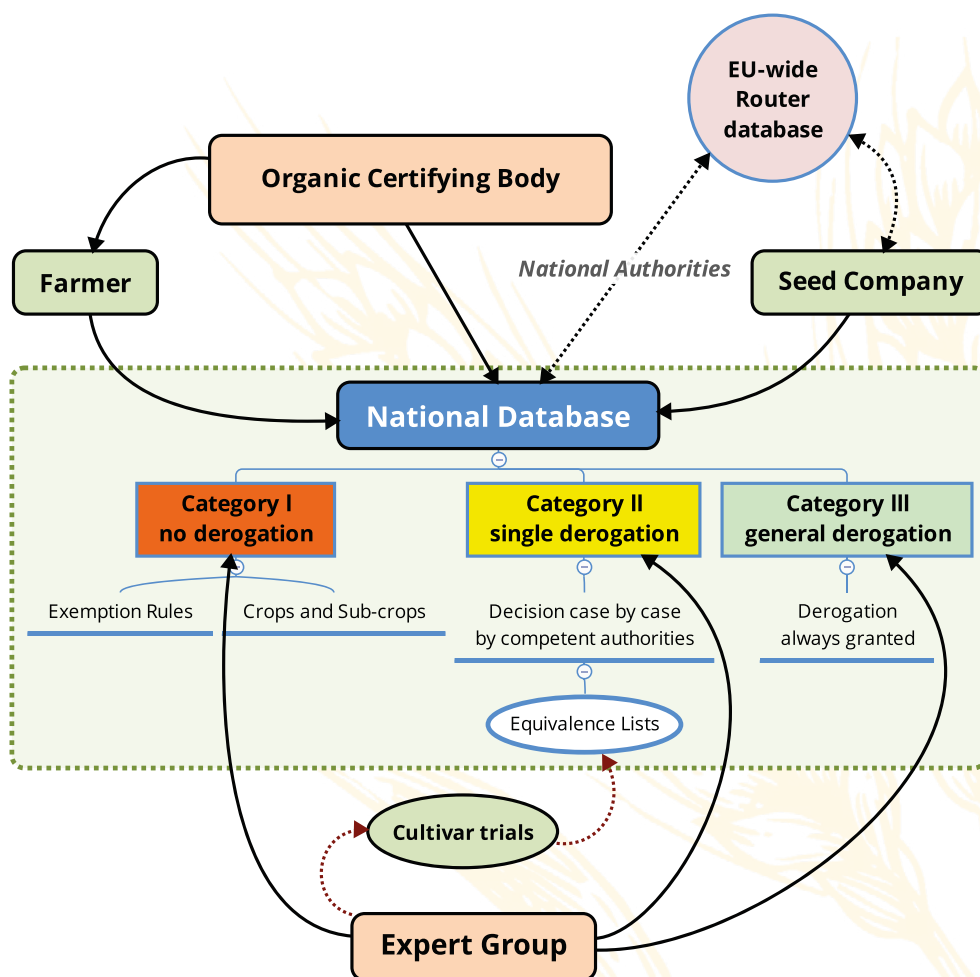 EU-wide
Router
database
Organic Certifying Body
National Authorities
Farmer
Seed Company
National Database
Category I
no derogation
Category II
single derogation
Category III
general derogation
Exemption Rules
Crops and Sub-crops
Decision case by case
by competent authorities
Derogation
always granted
Equivalence Lists
Cultivar trials
Expert Group